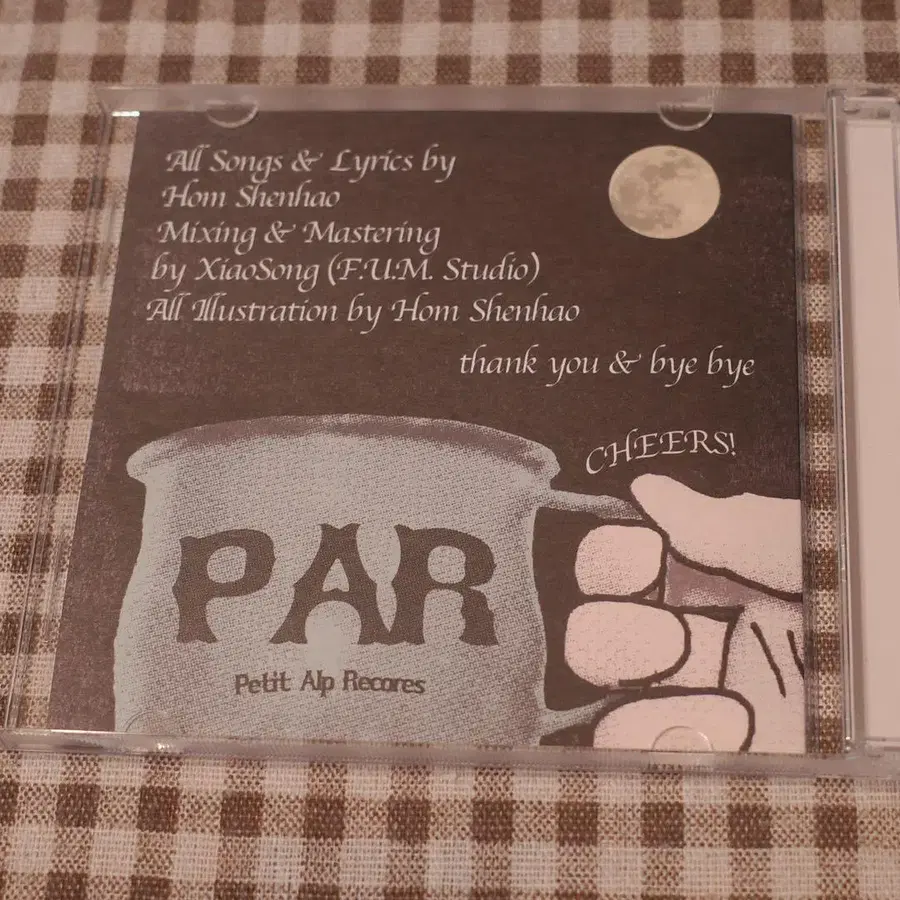 All Songs & Lyrics by
Hom Shenhao
Mixing & Mastering
by XiaoSong (F.U.M. Studio)
All Illustration by Hom Shenhao
thank you & bye bye
CHEERS!
PAR
Petit Alp Recores